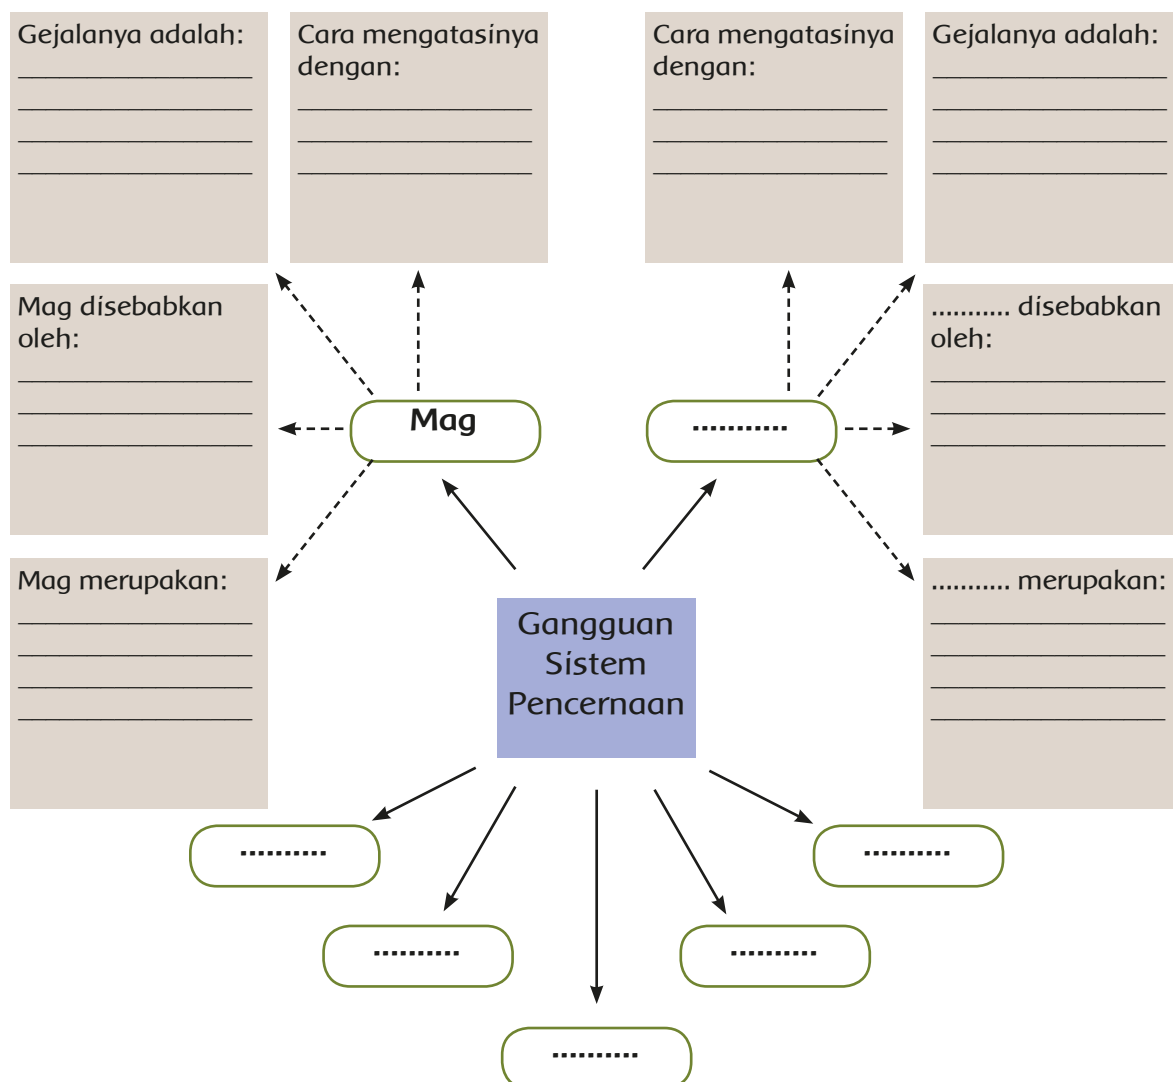 Gejalanya adalah:
Cara mengatasinya
dengan:
Cara mengatasinya
dengan:
Gejalanya adalah:
Mag disebabkan
oleh:
Mag
...........
........... disebabkan
oleh:
Mag merupakan:
Gangguan
Sistem
Pencernaan
........... merupakan:
..........
..........
..........
..........
..........